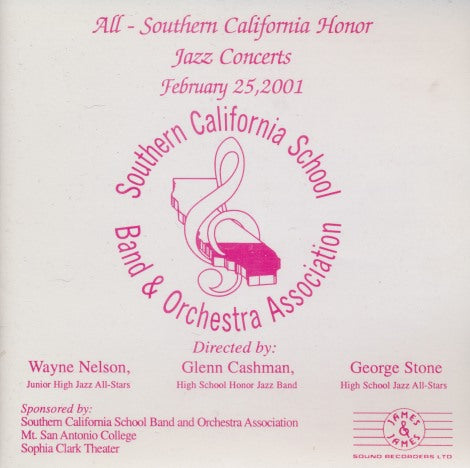 All - Southern California Honor
Jazz Concerts
February 25,2001
Southern California School
Band & Orchestra Association
Directed by:
Wayne Nelson,
Junior High Jazz All-Stars
Glenn Cashman,
High School Honor Jazz Band
George Stone
High School Jazz All-Stars
Sponsored by:
Southern California School Band and Orchestra Association
Mt. San Antonio College
Sophia Clark Theater
JAMES
&
JAMES
SOUND RECORDERS LTD